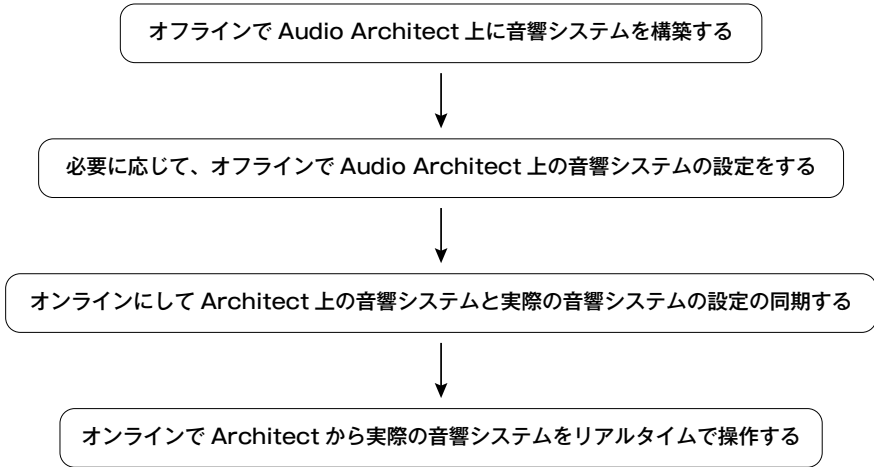 オフラインで Audio Architect 上に音響システムを構築する
必要に応じて、オフラインで Audio Architect 上の音響システムの設定をする
オンラインにして Architect 上の音響システムと実際の音響システムの設定の同期する
オンラインで Architect から実際の音響システムをリアルタイムで操作する